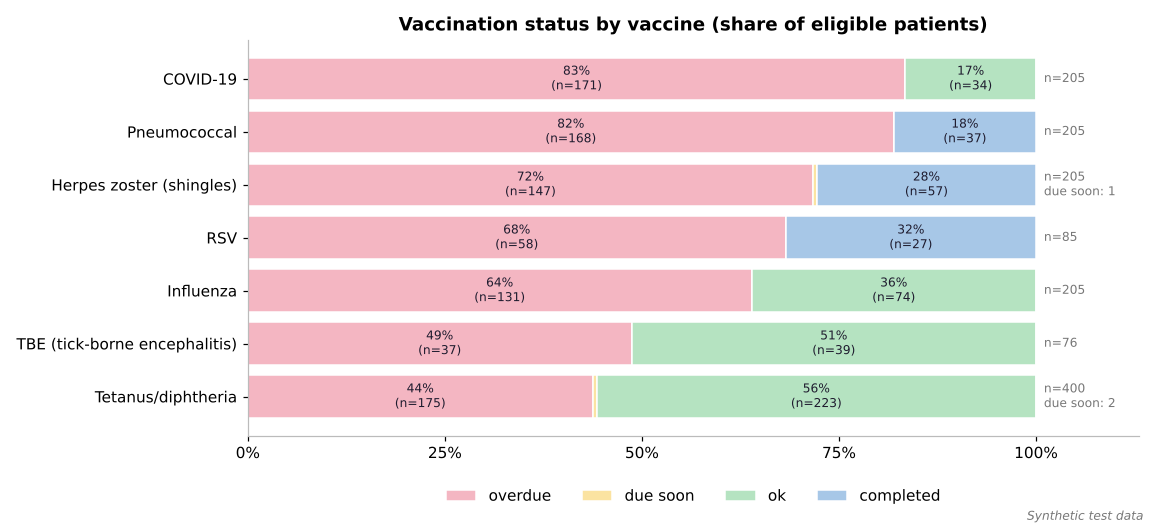 Vaccination status by vaccine (share of eligible patients)
COVID-19
83%
(n=171)
17%
(n=34)
n=205
Pneumococcal
82%
(n=168)
18%
(n=37)
n=205
Herpes zoster (shingles)
72%
(n=147)
28%
(n=57)
n=205
due soon: 1
RSV
68%
(n=58)
32%
(n=27)
n=85
Influenza
64%
(n=131)
36%
(n=74)
n=205
TBE (tick-borne encephalitis)
49%
(n=37)
51%
(n=39)
n=76
Tetanus/diphtheria
44%
(n=175)
56%
(n=223)
n=400
due soon: 2
0%
25%
50%
75%
100%
overdue
due soon
ok
completed
Synthetic test data